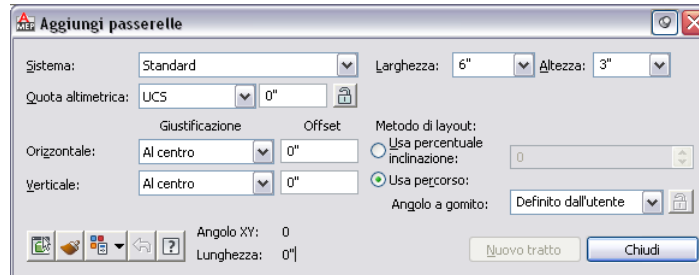 MEP
Aggiungi passerelle
Sistema: Standard Larghezza: 6" Altezza: 3"
Quota altimetrica: UCS 0"
Giustificazione Offset Metodo di layout:
Orizzontale: Al centro 0" Usa percentuale inclinazione: 0
Verticale: Al centro 0" Usa percorso:
Angolo a gomito: Definito dall'utente
Angolo XY: 0
Lunghezza: 0"
Nuovo tratto Chiudi